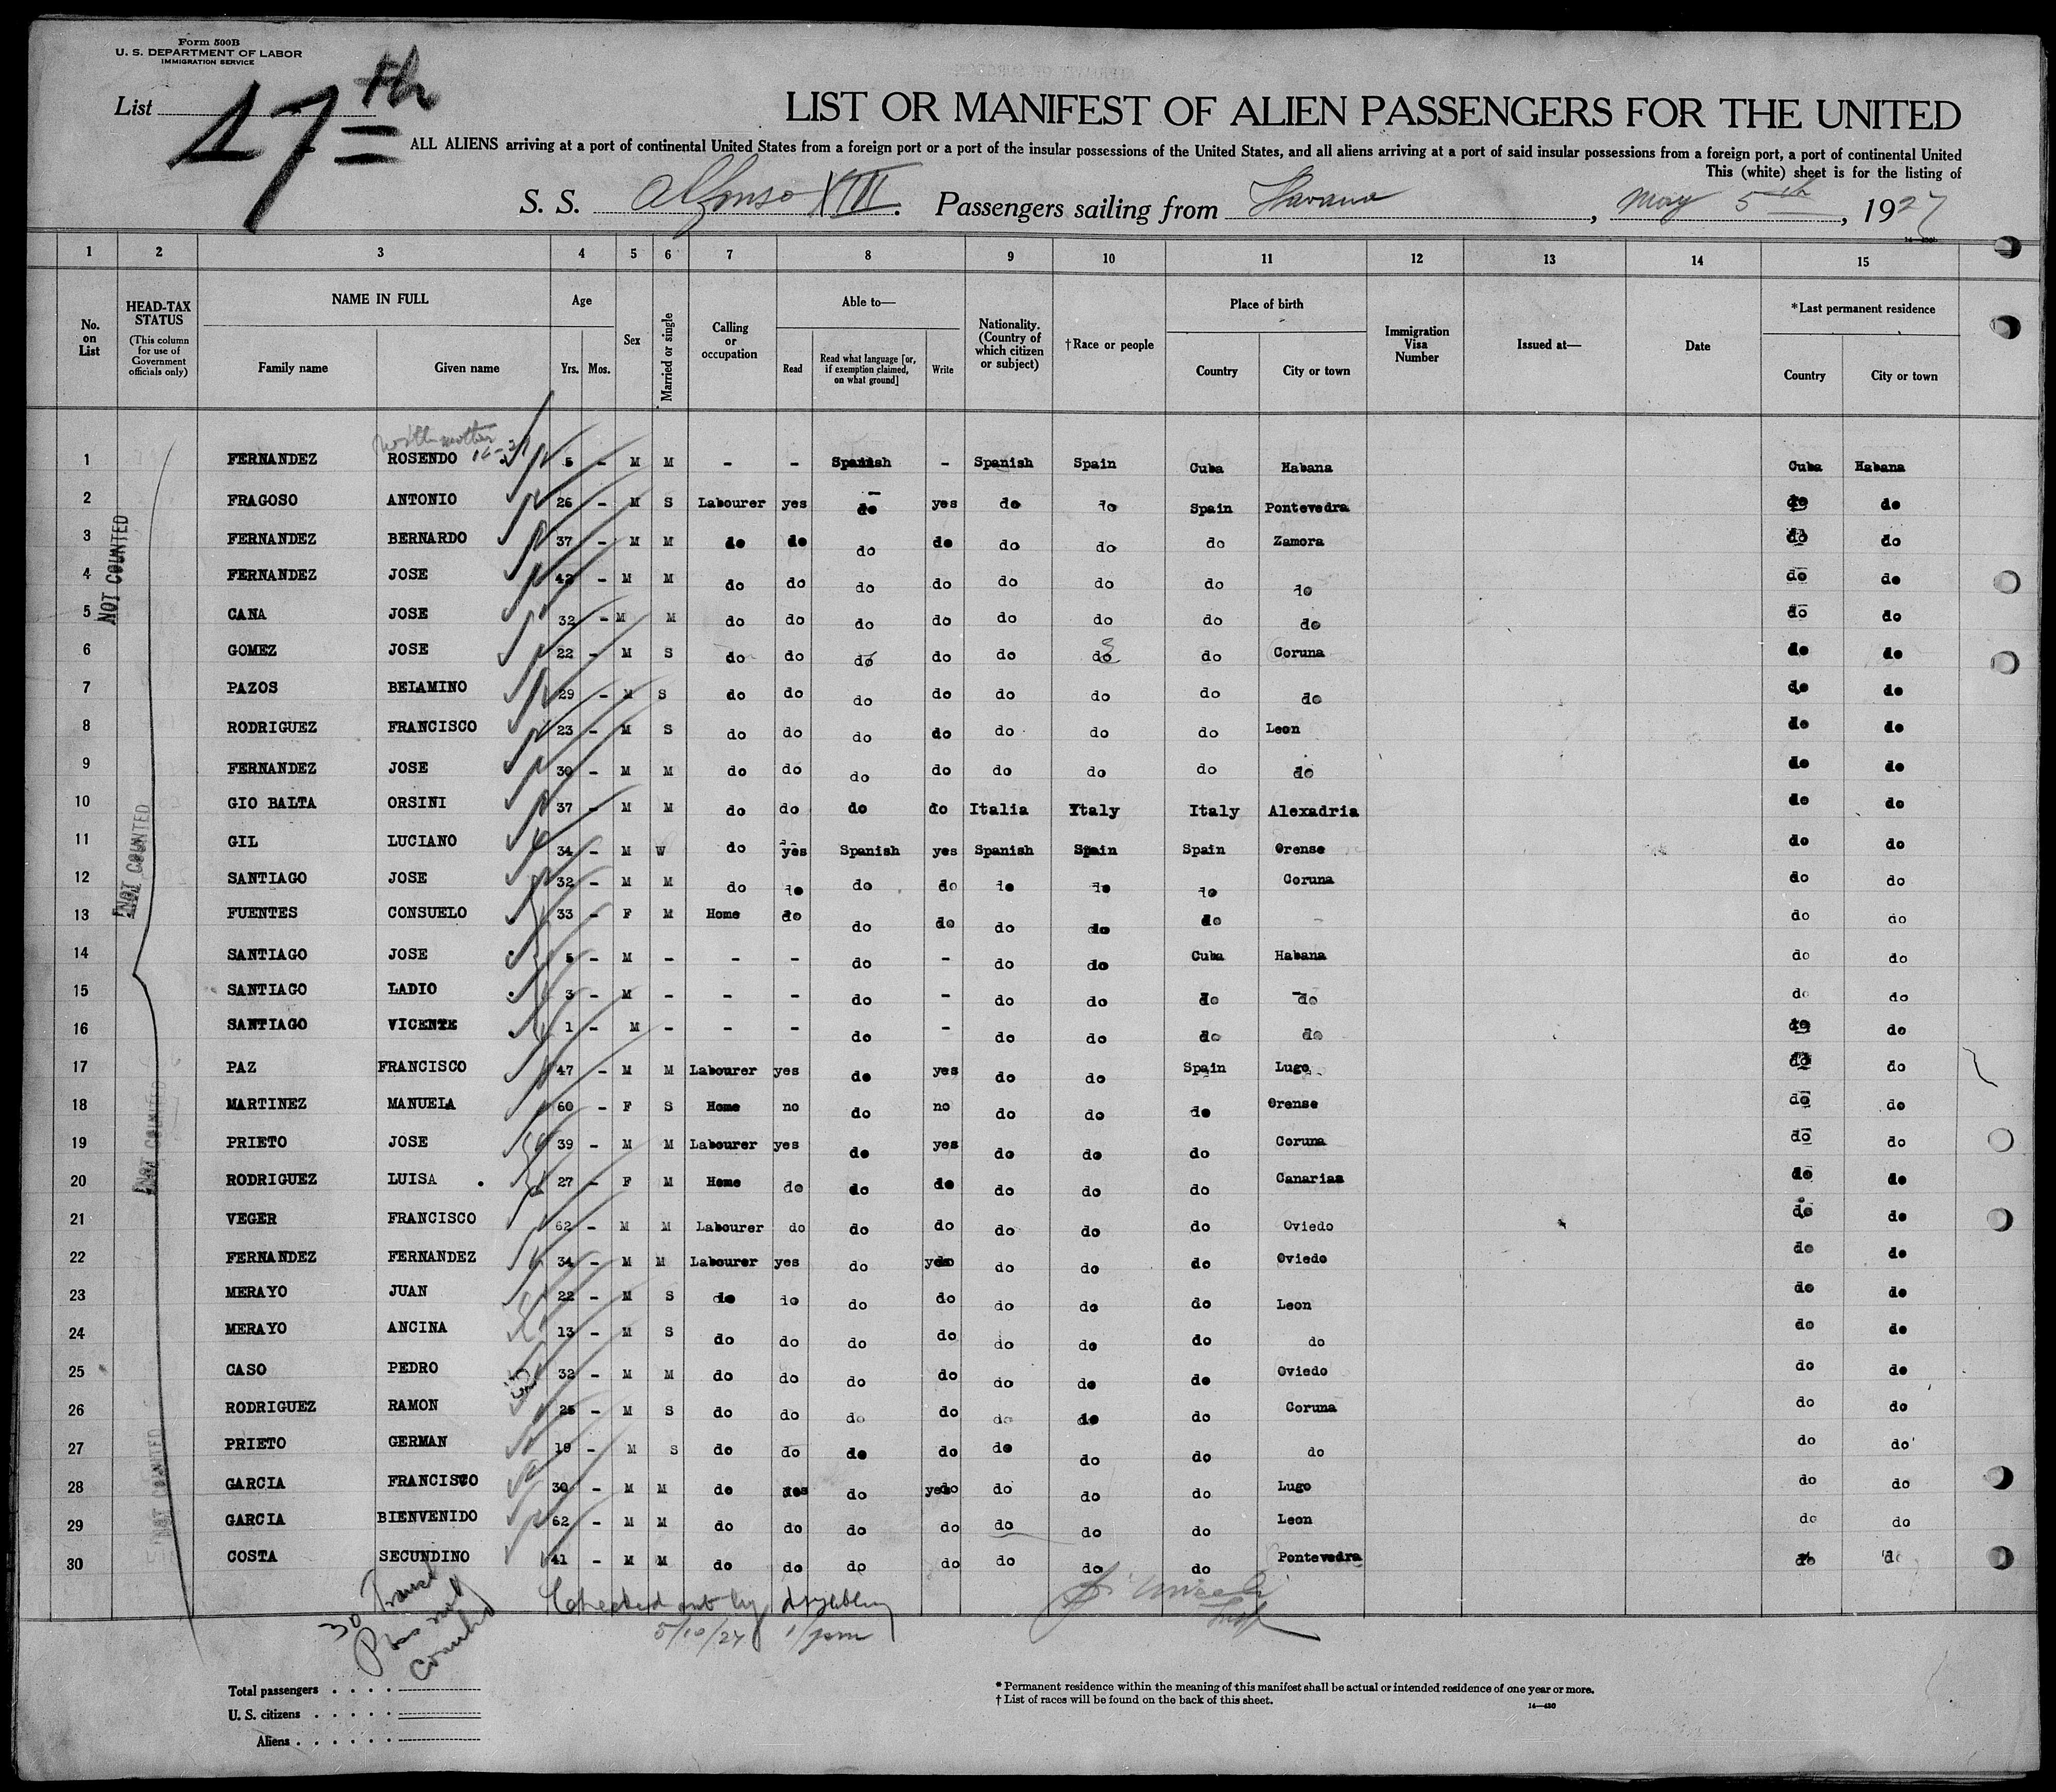 Form 500B
U. S. DEPARTMENT OF LABOR
IMMIGRATION SERVICE
List 17th
LIST OR MANIFEST OF ALIEN PASSENGERS FOR THE UNITED
ALL ALIENS arriving at a port of continental United States from a foreign port or a port of the insular possessions of the United States, and all aliens arriving at a port of said insular possessions from a foreign port, a port of continental United
This (white) sheet is for the listing of
S. S. Alfonso XIII. Passengers sailing from Havana, May 5th, 1927
1 2 3 4 5 6 7 8 9 10 11 12 13 14 15
No. on List
HEAD-TAX STATUS
(This column for use of Government officials only)
NAME IN FULL
Family name
Given name
Age
Yrs. Mos.
Sex
Married or single
Calling or occupation
Able to—
Read
Read what language [or, if exemption claimed, on what ground]
Write
Nationality. (Country of which citizen or subject)
†Race or people
Place of birth
Country
City or town
Immigration Visa Number
Issued at—
Date
*Last permanent residence
Country
City or town
With mother
1 FERNANDEZ ROSENDO 5 - M M - - Spanish - Spanish Spain Cuba Habana Cuba Habana
2 FRAGOSO ANTONIO 26 - M S Labourer yes do yes do do Spain Pontevedra do do
3 FERNANDEZ BERNARDO 37 - M M do do do do do do do Zamora do do
4 FERNANDEZ JOSE 42 - M M do do do do do do do do do do
5 CANA JOSE 32 - M M do do do do do do do do do do
6 GOMEZ JOSE 22 - M S do do do do do do do Coruna do do
7 PAZOS BELAMINO 29 - M S do do do do do do do do do do
8 RODRIGUEZ FRANCISCO 23 - M S do do do do do do do Leon do do
9 FERNANDEZ JOSE 30 - M M do do do do do do do do do do
10 GIO BALTA ORSINI 37 - M M do do do do Italia Ytaly Italy Alexadria do do
11 GIL LUCIANO 34 - M W do yes Spanish yes Spanish Spain Spain Orense do do
12 SANTIAGO JOSE 32 - M M do do do do do do do Coruna do do
13 FUENTES CONSUELO 33 - F M Home do do do do do do - do do
14 SANTIAGO JOSE 5 - M - - - do - do do Cuba Habana do do
15 SANTIAGO LADIO 3 - M - - - do - do do do do do do
16 SANTIAGO VICENTE 1 - M - - - do - do do do do do do
17 PAZ FRANCISCO 47 - M M Labourer yes do yes do do Spain Lugo do do
18 MARTINEZ MANUELA 60 - F S Home no do no do do do Orense do do
19 PRIETO JOSE 39 - M M Labourer yes do yes do do do Coruna do do
20 RODRIGUEZ LUISA . 27 - F M Home do do do do do do Canarias do do
21 VEGER FRANCISCO 62 - M M Labourer do do do do do do Oviedo do do
22 FERNANDEZ FERNANDEZ 34 - M M Labourer yes do yes do do do Oviedo do do
23 MERAYO JUAN 22 - M S do do do do do do do Leon do do
24 MERAYO ANCINA 13 - M S do do do do do do do do do do
25 CASO PEDRO 32 - M M do do do do do do do Oviedo do do
26 RODRIGUEZ RAMON 25 - M S do do do do do do do Coruna do do
27 PRIETO GERMAN 19 - M S do do do do do do do do do do
28 GARCIA FRANCISCO 30 - M M do yes do yes do do do Lugo do do
29 GARCIA BIENVENIDO 62 - M M do do do do do do do Leon do do
30 COSTA SECUNDINO 41 - M M do do do do do do do Pontevedra do do
NOT COUNTED
NOT COUNTED
NOT COUNTED
NOT COUNTED
30 Trans
Pass not
counted
Checked out by
5/10/27 1 pm
Insp
Total passengers
U. S. citizens
Aliens
* Permanent residence within the meaning of this manifest shall be actual or intended residence of one year or more.
† List of races will be found on the back of this sheet.
14—430